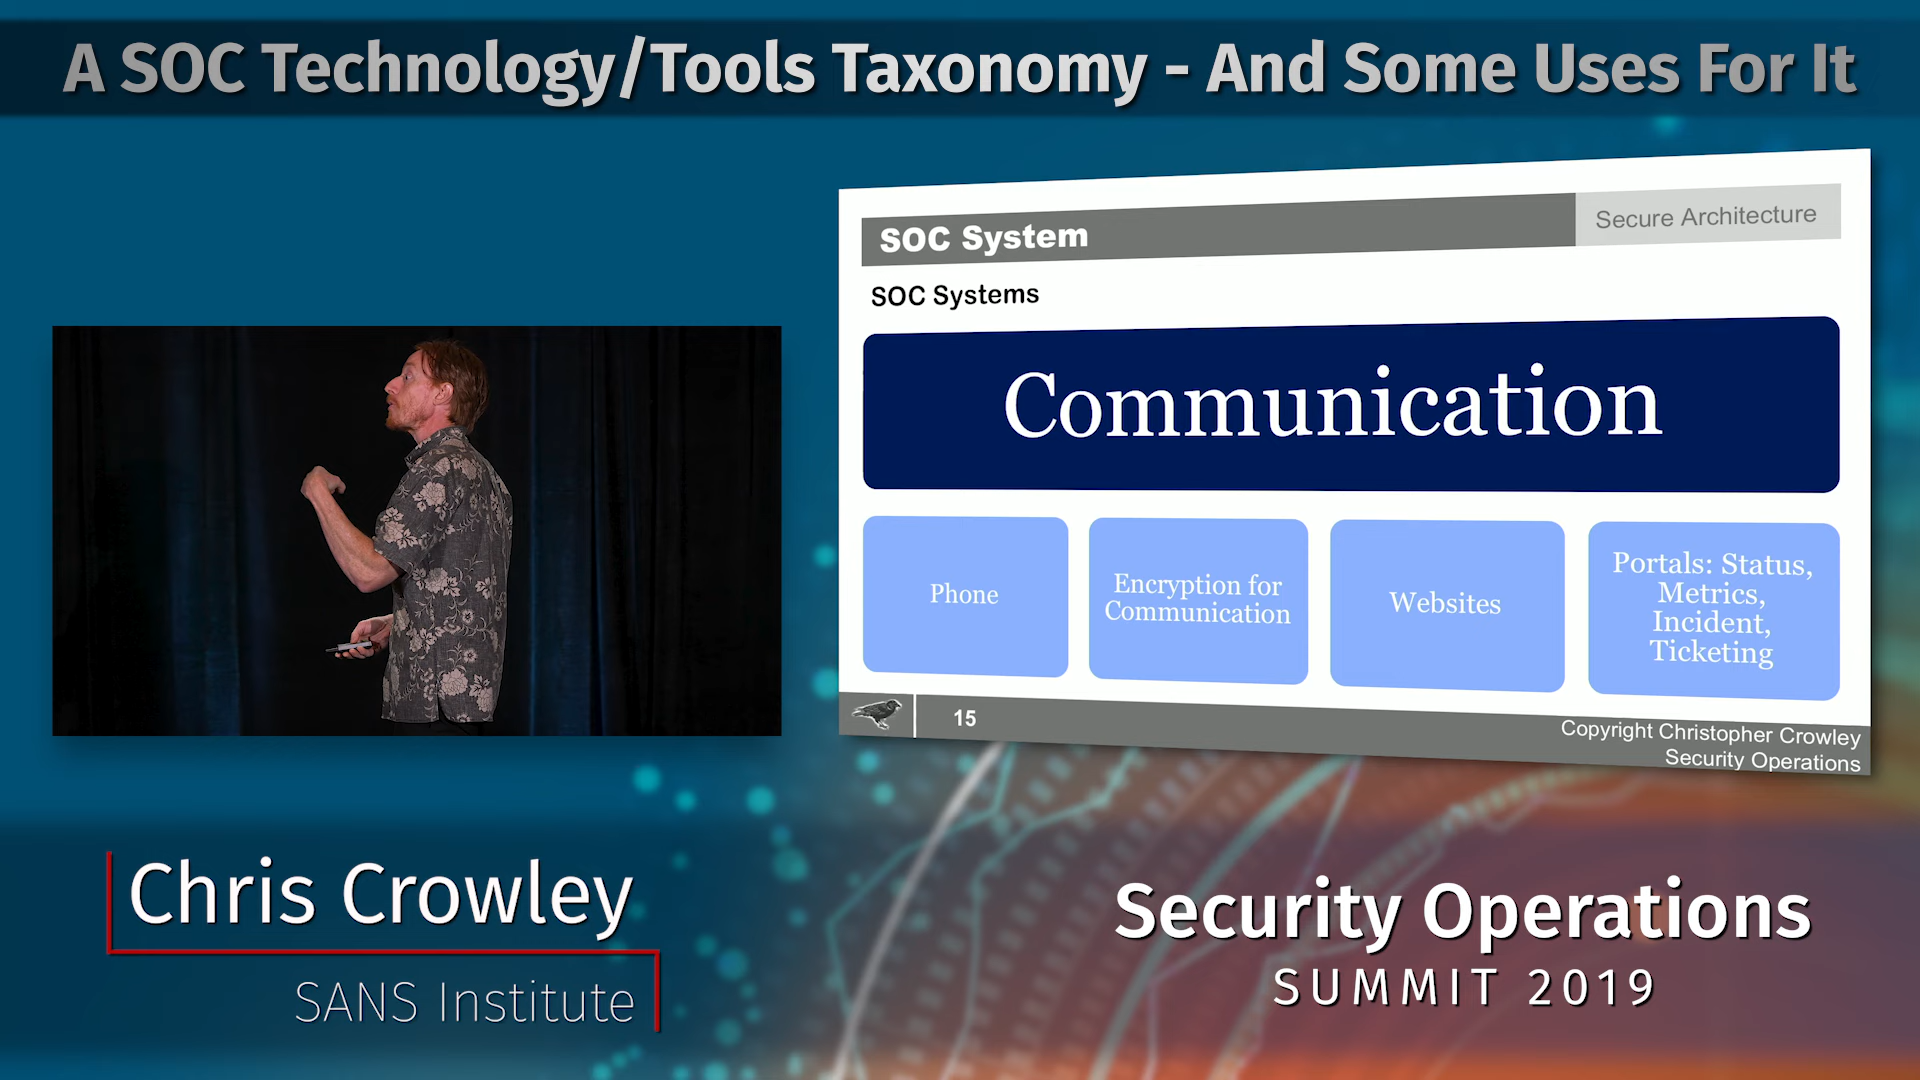 A SOC Technology/Tools Taxonomy - And Some Uses For It
SOC System
Secure Architecture
SOC Systems
Communication
Phone
Encryption for
Communication
Websites
Portals: Status,
Metrics,
Incident,
Ticketing
15
Copyright Christopher Crowley
Security Operations
Chris Crowley
SANS Institute
Security Operations
SUMMIT 2019